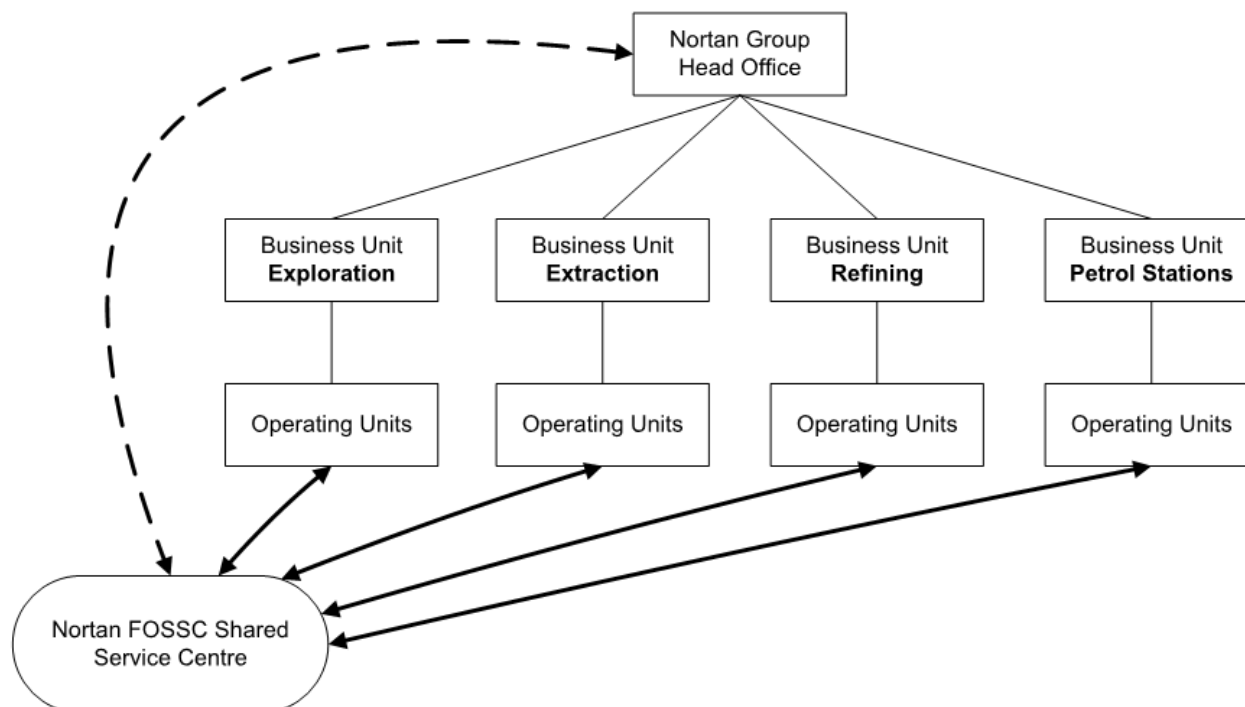 Nortan Group
Head Office
Business Unit
Exploration
Business Unit
Extraction
Business Unit
Refining
Business Unit
Petrol Stations
Operating Units
Operating Units
Operating Units
Operating Units
Nortan FOSSC Shared
Service Centre